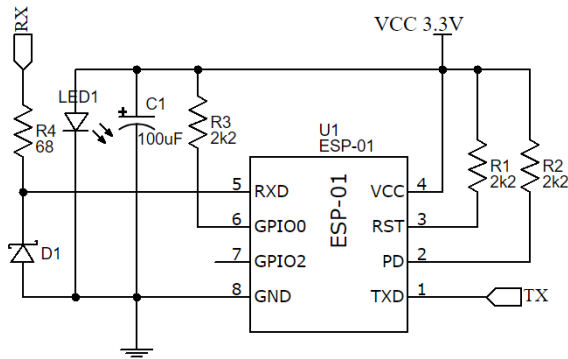 RX
VCC 3.3V
LED1
C1
100uF
R4
68
R3
2k2
U1
ESP-01
R1
2k2
R2
2k2
ESP-01
5 RXD
VCC 4
6 GPIO0
RST 3
7 GPIO2
PD 2
8 GND
TXD 1
D1
TX